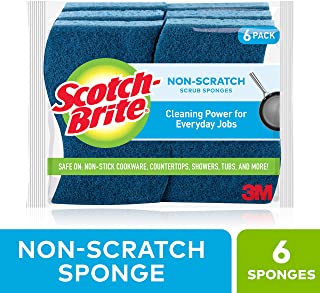 6 PACK
Scotch-Brite
NON-SCRATCH
SCRUB SPONGES
Cleaning Power for
Everyday Jobs
SAFE ON: NON-STICK COOKWARE, COUNTERTOPS, SHOWERS, TUBS, AND MORE!
3M
NON-SCRATCH
SPONGE
6
SPONGES